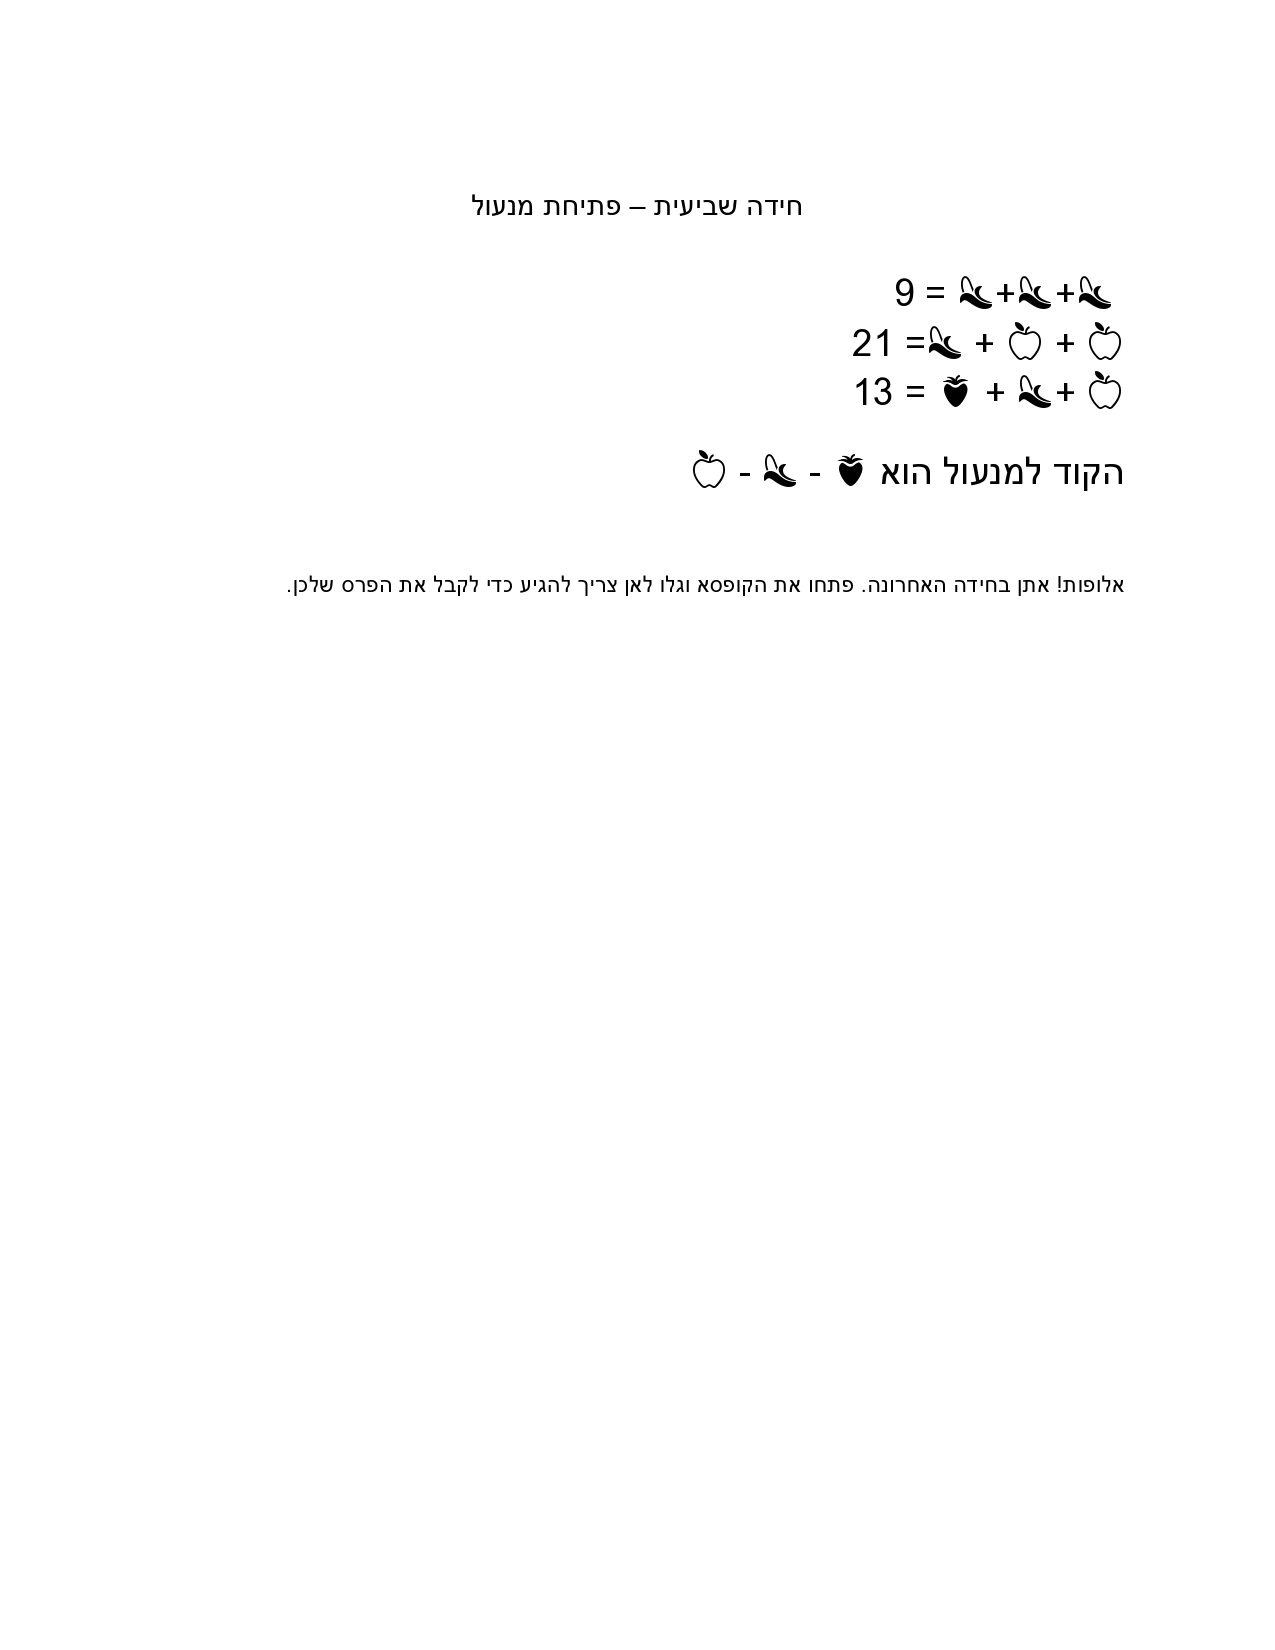 חידה שביעית – פתיחת מנעול
🍌+🍌+🍌 = 9
🍎 + 🍎 + 🍌= 21
🍎 +🍌 + 🍓 = 13
הקוד למנעול הוא 🍓 - 🍌 - 🍎
אלופות! אתן בחידה האחרונה. פתחו את הקופסא וגלו לאן צריך להגיע כדי לקבל את הפרס שלכן.